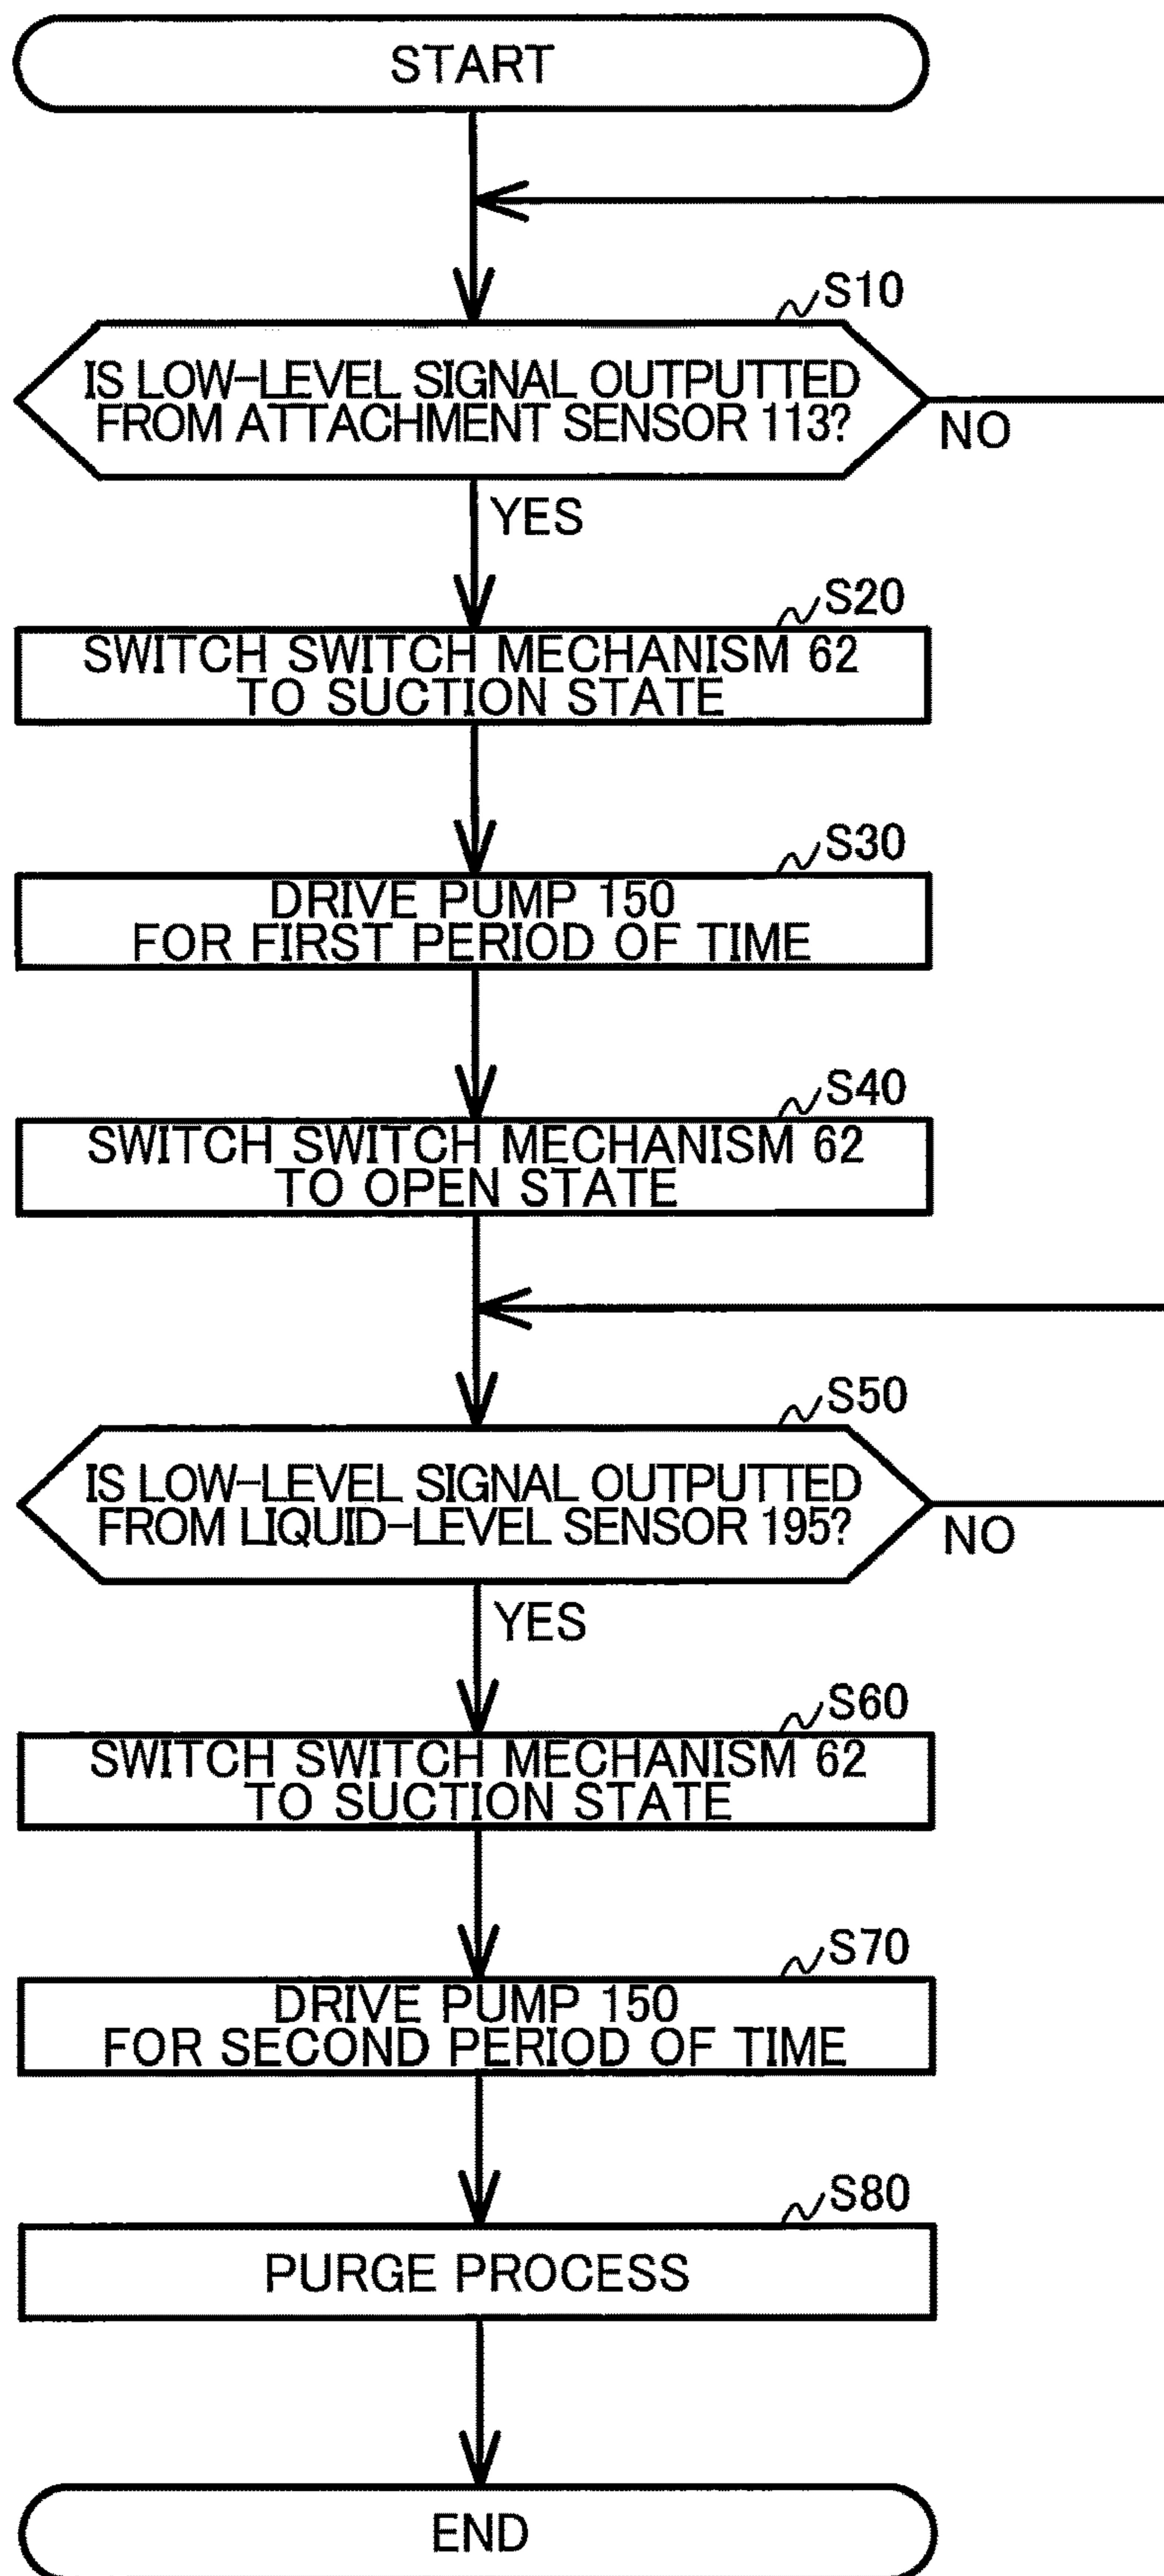 START
S10
IS LOW-LEVEL SIGNAL OUTPUTTED
FROM ATTACHMENT SENSOR 113?
NO
YES
S20
SWITCH SWITCH MECHANISM 62
TO SUCTION STATE
S30
DRIVE PUMP 150
FOR FIRST PERIOD OF TIME
S40
SWITCH SWITCH MECHANISM 62
TO OPEN STATE
S50
IS LOW-LEVEL SIGNAL OUTPUTTED
FROM LIQUID-LEVEL SENSOR 195?
NO
YES
S60
SWITCH SWITCH MECHANISM 62
TO SUCTION STATE
S70
DRIVE PUMP 150
FOR SECOND PERIOD OF TIME
S80
PURGE PROCESS
END